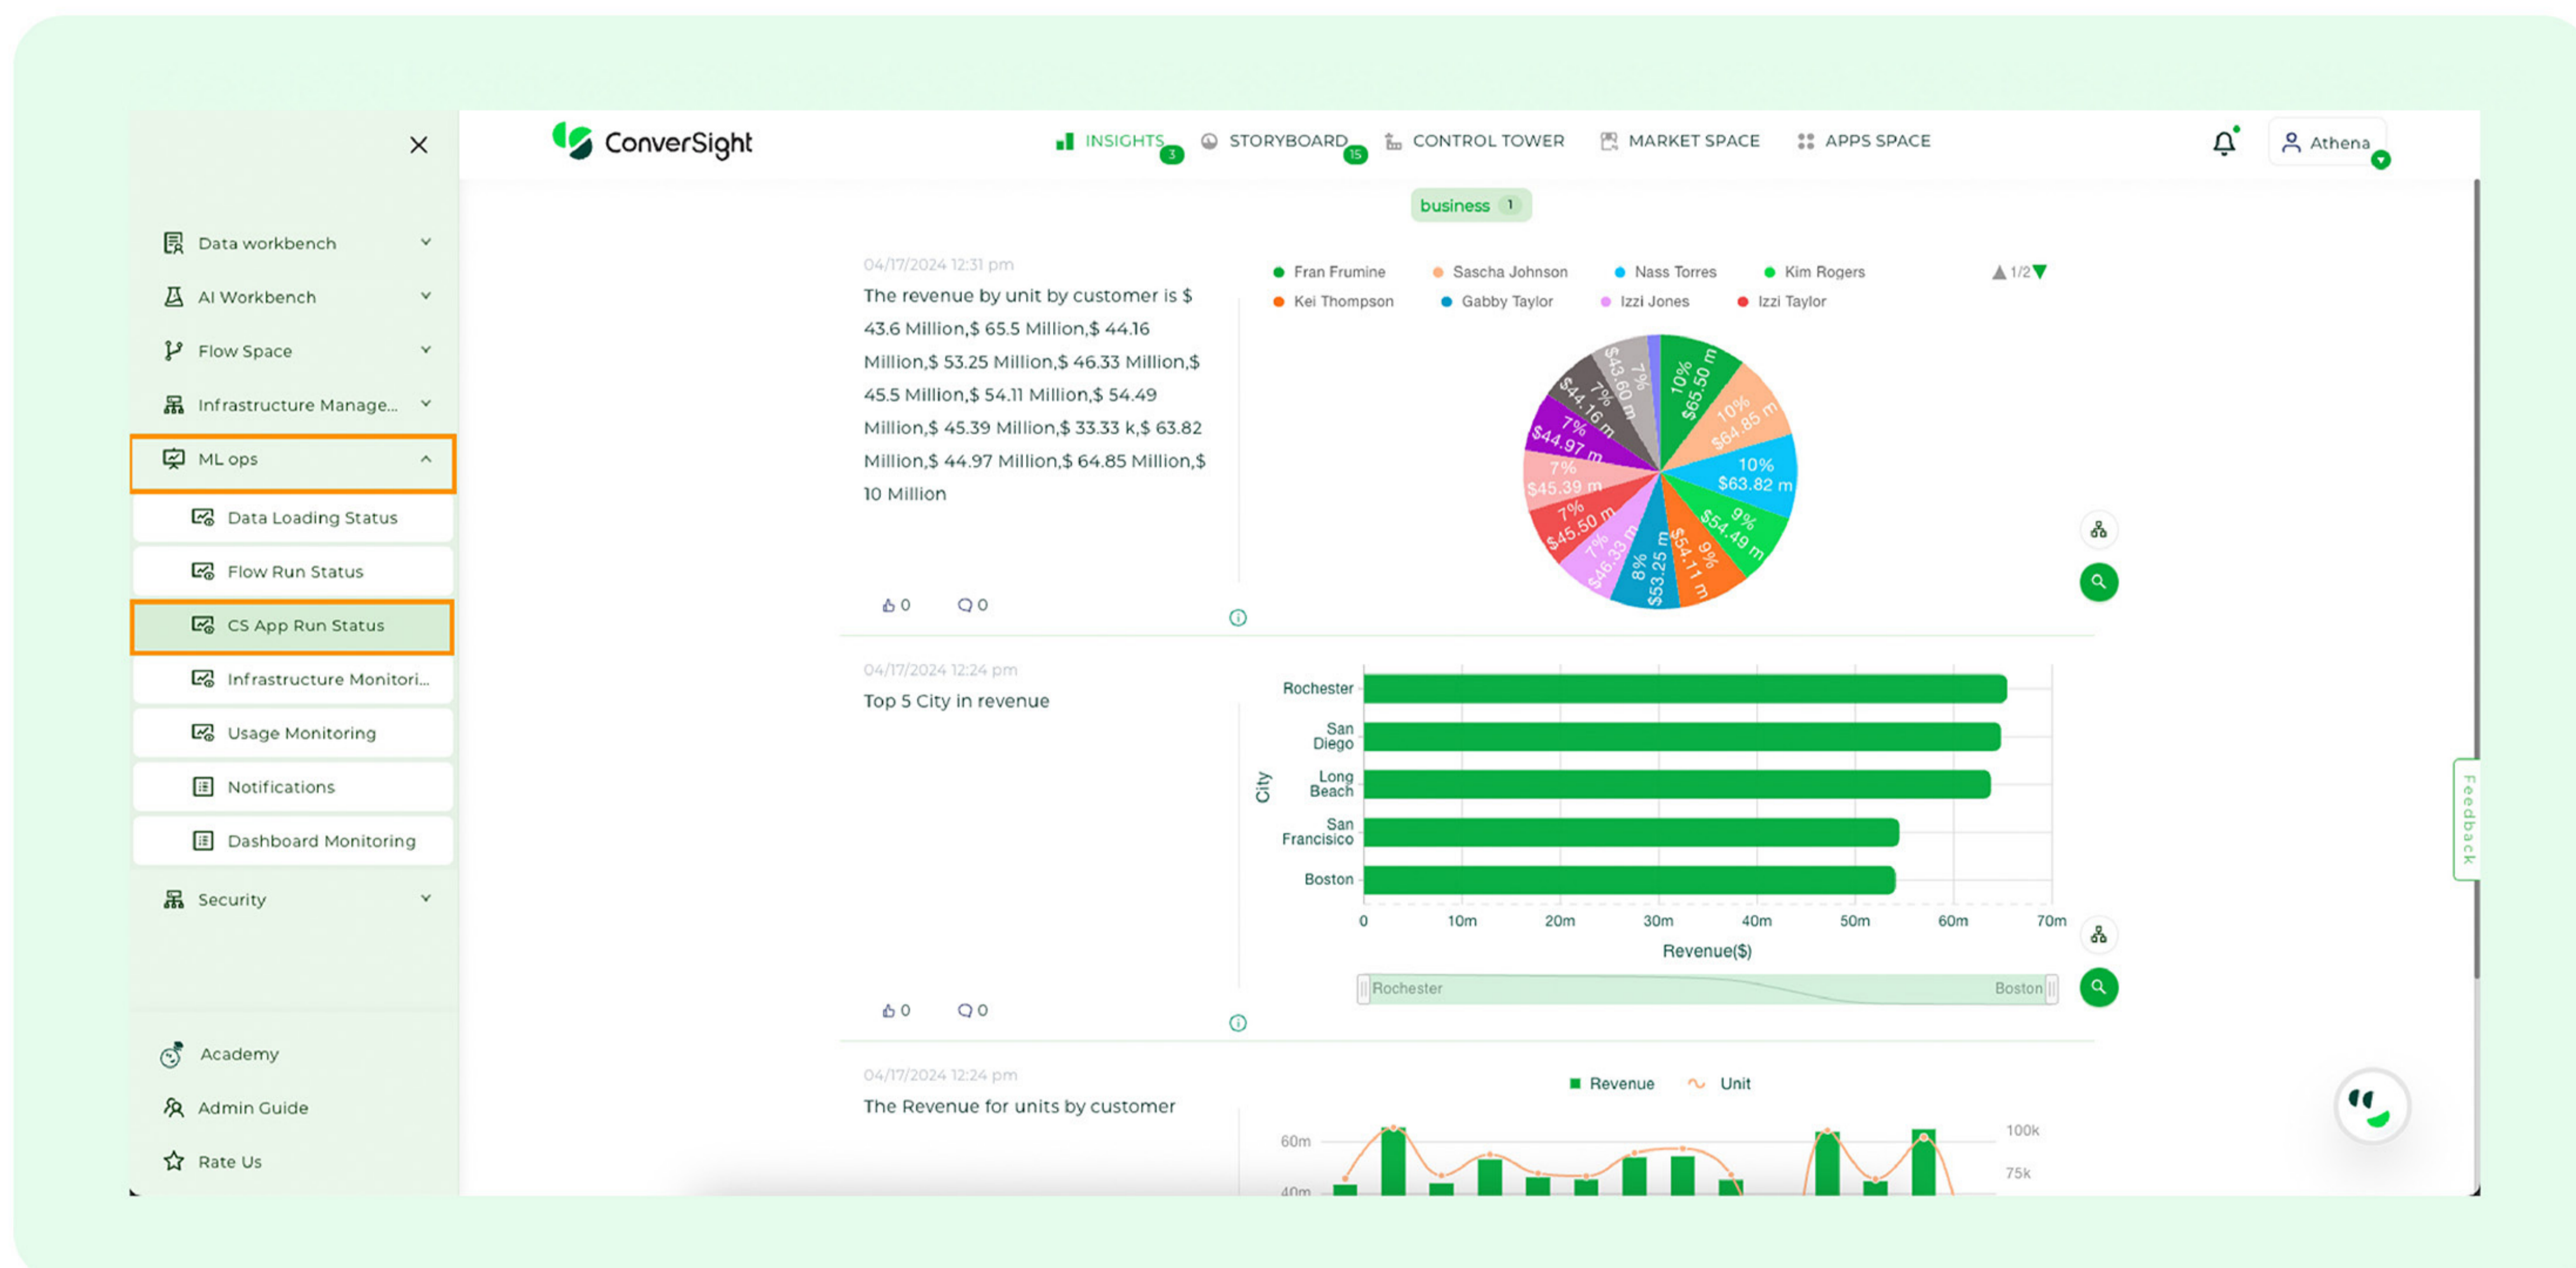 ConverSight
INSIGHTS 3
STORYBOARD 15
CONTROL TOWER
MARKET SPACE
APPS SPACE
Athena
Data workbench
AI Workbench
Flow Space
Infrastructure Manage...
ML ops
Data Loading Status
Flow Run Status
CS App Run Status
Infrastructure Monitori...
Usage Monitoring
Notifications
Dashboard Monitoring
Security
Academy
Admin Guide
Rate Us
business 1
04/17/2024 12:31 pm
The revenue by unit by customer is $
43.6 Million,$ 65.5 Million,$ 44.16
Million,$ 53.25 Million,$ 46.33 Million,$
45.5 Million,$ 54.11 Million,$ 54.49
Million,$ 45.39 Million,$ 33.33 k,$ 63.82
Million,$ 44.97 Million,$ 64.85 Million,$
10 Million
0 0
Fran Frumine Sascha Johnson Nass Torres Kim Rogers 1/2
Kei Thompson Gabby Taylor Izzi Jones Izzi Taylor
10%
$65.50 m
10%
$64.85 m
10%
$63.82 m
9%
$54.49 m
9%
$54.11 m
8%
$53.25 m
7%
$46.33 m
7%
$45.50 m
7%
$45.39 m
7%
$44.97 m
7%
$44.16 m
7%
$43.60 m
04/17/2024 12:24 pm
Top 5 City in revenue
0 0
City
Rochester
San
Diego
Long
Beach
San
Francisico
Boston
0 10m 20m 30m 40m 50m 60m 70m
Revenue($)
Rochester Boston
04/17/2024 12:24 pm
The Revenue for units by customer
Revenue Unit
60m 100k
75k
40m
Feedback